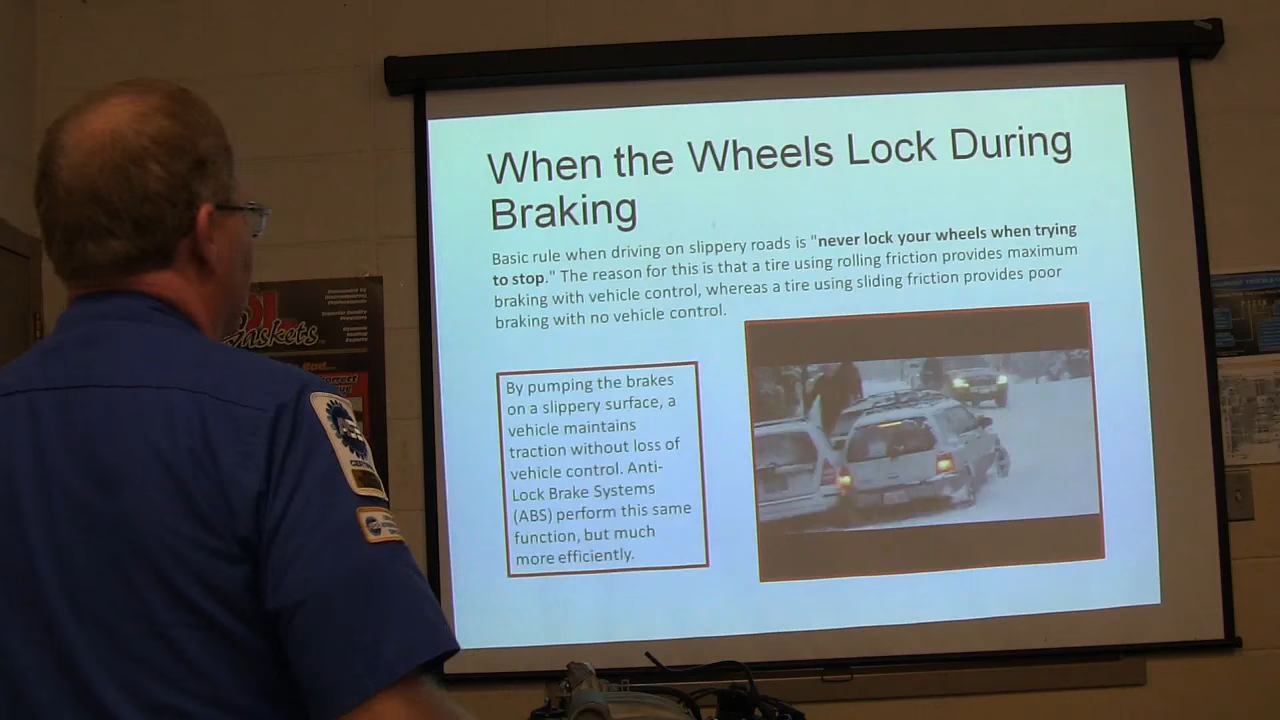 When the Wheels Lock During
Braking
Basic rule when driving on slippery roads is "never lock your wheels when trying
to stop." The reason for this is that a tire using rolling friction provides maximum
braking with vehicle control, whereas a tire using sliding friction provides poor
braking with no vehicle control.
By pumping the brakes
on a slippery surface, a
vehicle maintains
traction without loss of
vehicle control. Anti-
Lock Brake Systems
(ABS) perform this same
function, but much
more efficiently.
Gaskets
Superior Quality